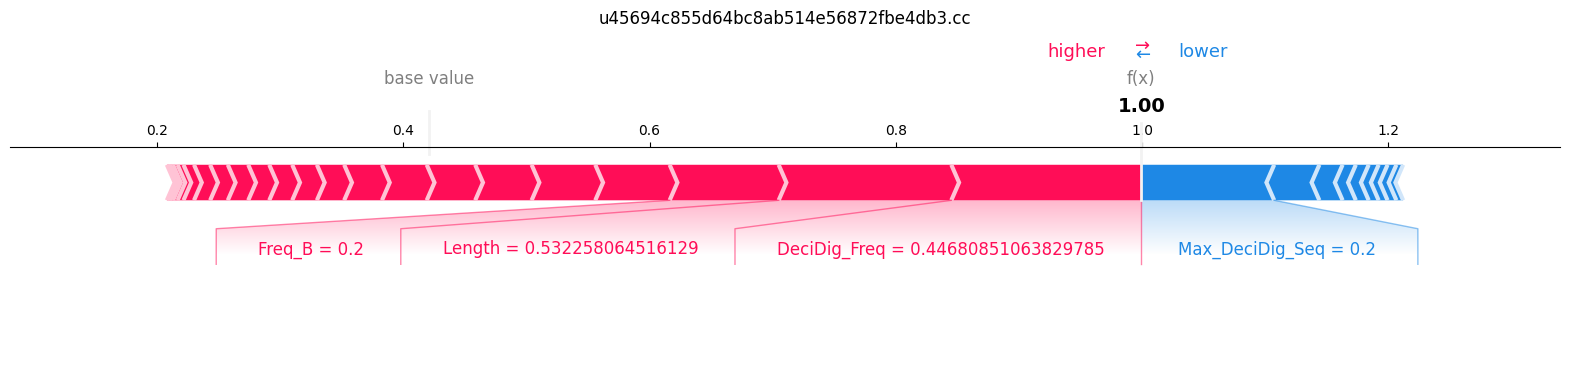 u45694c855d64bc8ab514e56872fbe4db3.cc
higher → ← lower
base value f(x)
1.00
0.2 0.4 0.6 0.8 1.0 1.2
Freq_B = 0.2 Length = 0.532258064516129 DeciDig_Freq = 0.44680851063829785 Max_DeciDig_Seq = 0.2